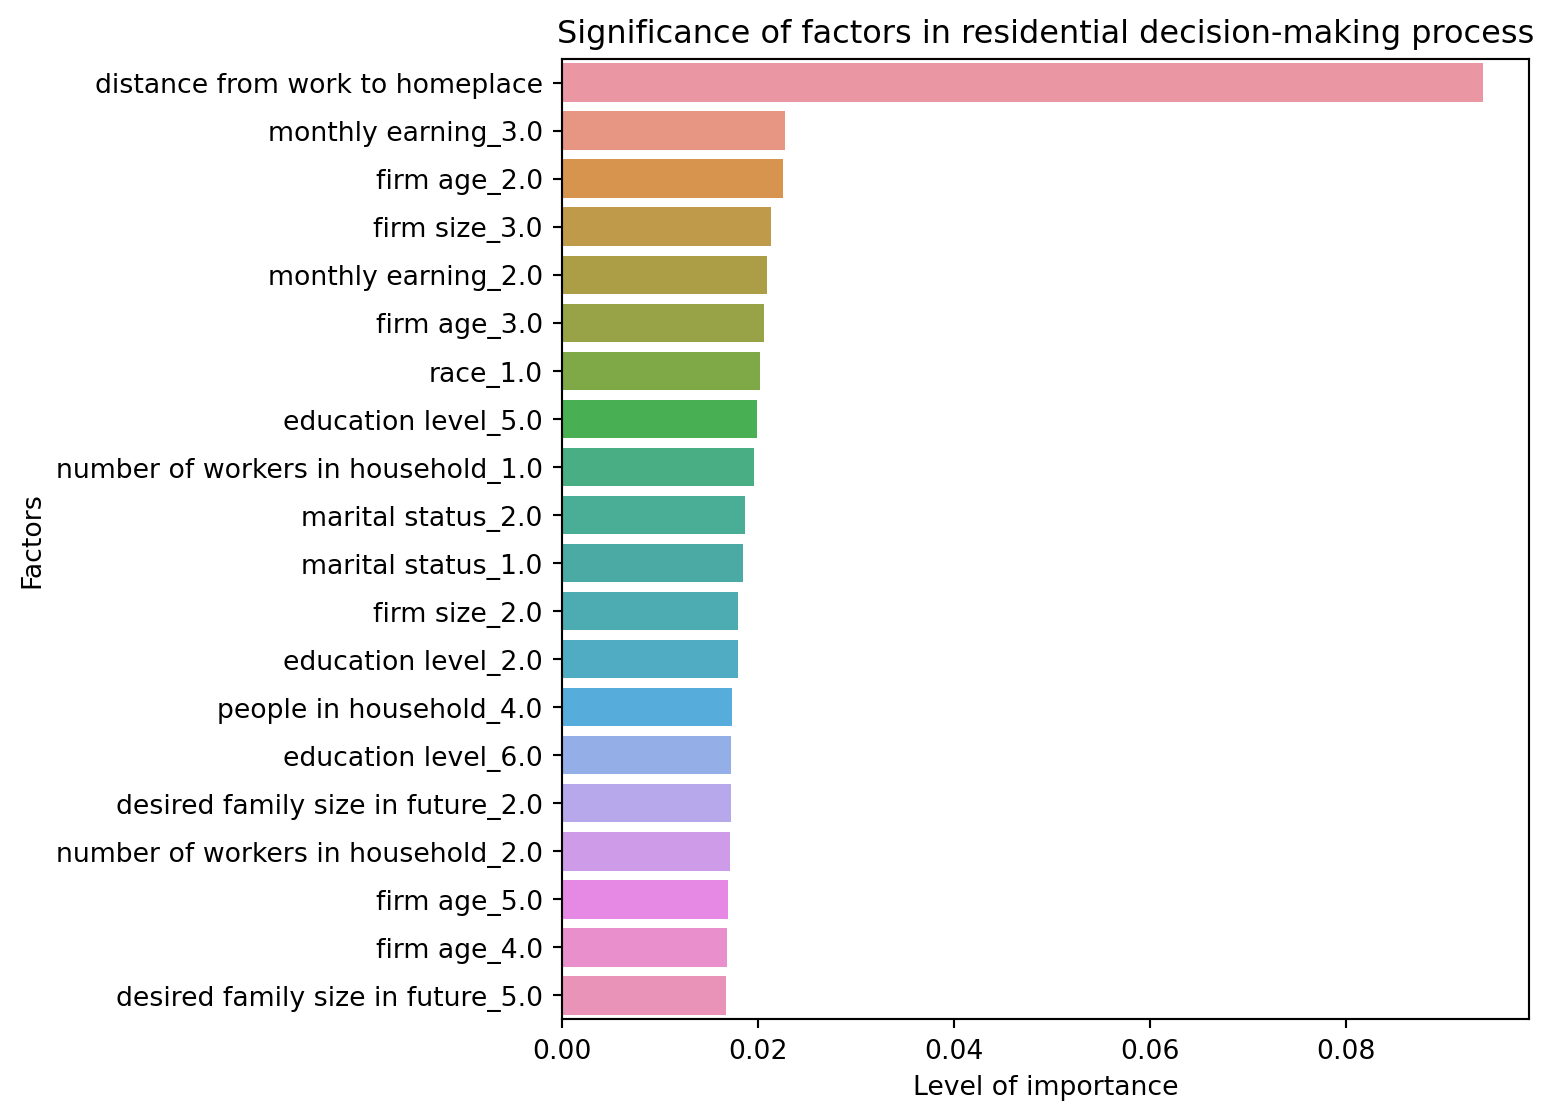 Significance of factors in residential decision-making process
distance from work to homeplace
monthly earning_3.0
firm age_2.0
firm size_3.0
monthly earning_2.0
firm age_3.0
race_1.0
education level_5.0
number of workers in household_1.0
marital status_2.0
marital status_1.0
firm size_2.0
education level_2.0
people in household_4.0
education level_6.0
desired family size in future_2.0
number of workers in household_2.0
firm age_5.0
firm age_4.0
desired family size in future_5.0
Factors
0.00 0.02 0.04 0.06 0.08
Level of importance